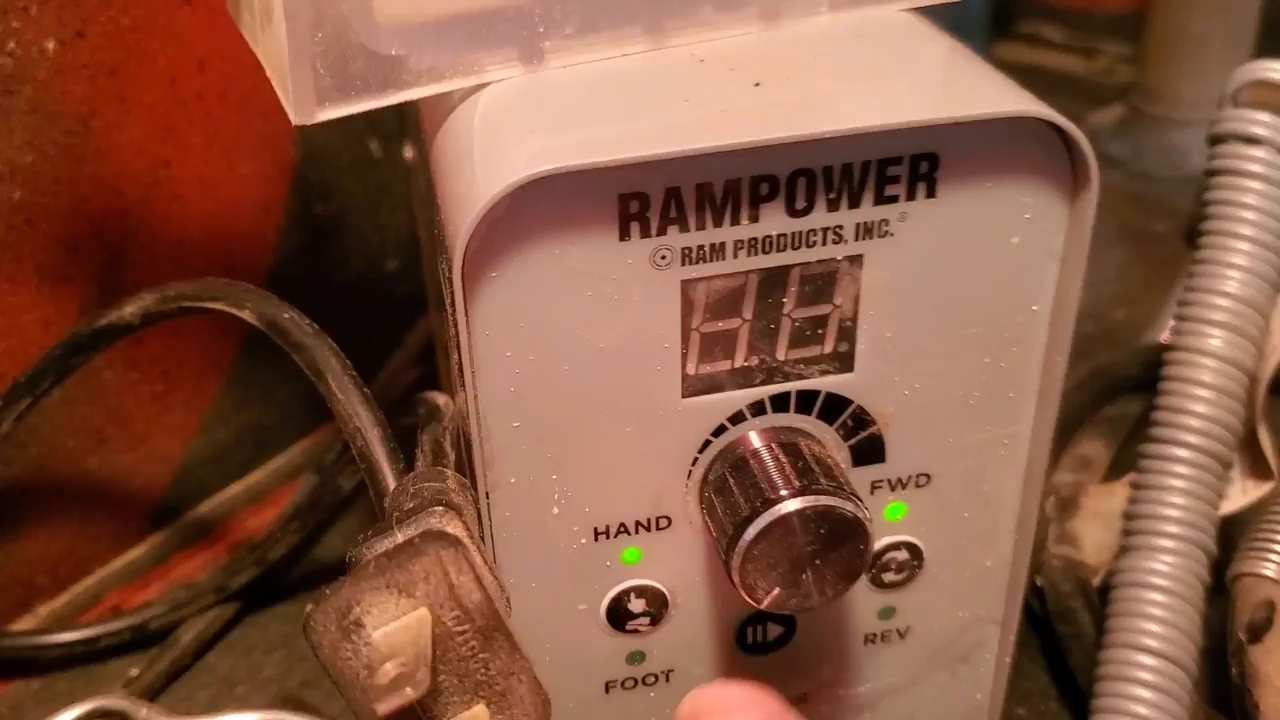 RAMPOWER
RAM PRODUCTS, INC.®
FWD
HAND
REV
FOOT